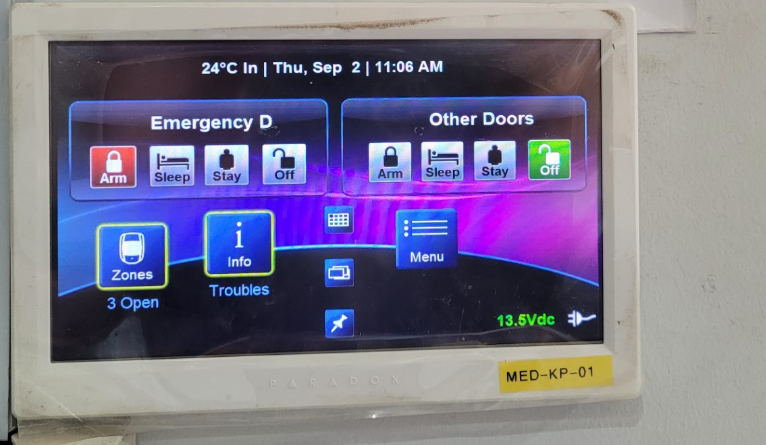 24°C In | Thu, Sep 2 | 11:06 AM
Emergency D
Other Doors
Arm Sleep Stay Off
Arm Sleep Stay Off
i
Zones
Info
Menu
3 Open
Troubles
13.5Vdc
PARADOX
MED-KP-01